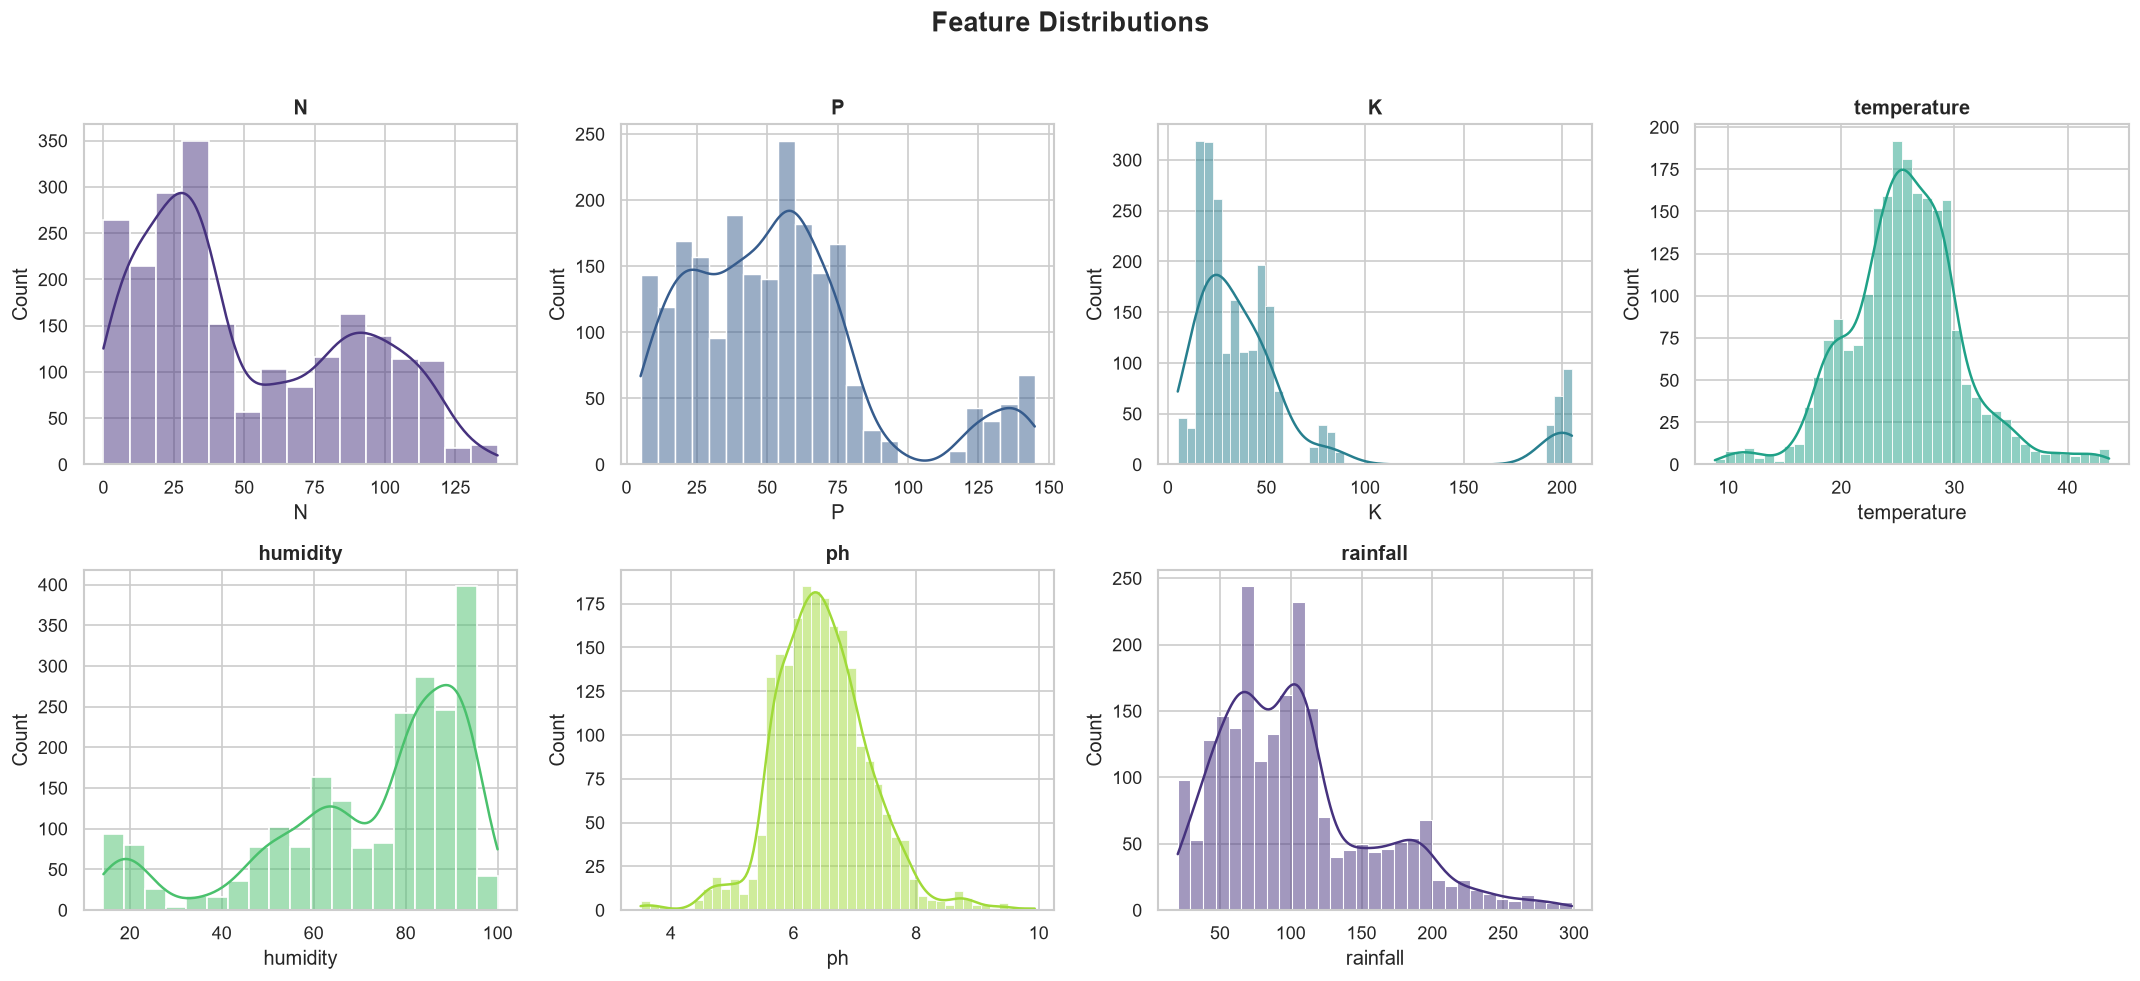 Feature Distributions
N
350
300
250
200
150
100
50
0
Count
0 25 50 75 100 125
N
P
250
200
150
100
50
0
Count
0 25 50 75 100 125 150
P
K
300
250
200
150
100
50
0
Count
0 50 100 150 200
K
temperature
200
175
150
125
100
75
50
25
0
Count
10 20 30 40
temperature
humidity
400
350
300
250
200
150
100
50
0
Count
20 40 60 80 100
humidity
ph
175
150
125
100
75
50
25
0
Count
4 6 8 10
ph
rainfall
250
200
150
100
50
0
Count
50 100 150 200 250 300
rainfall